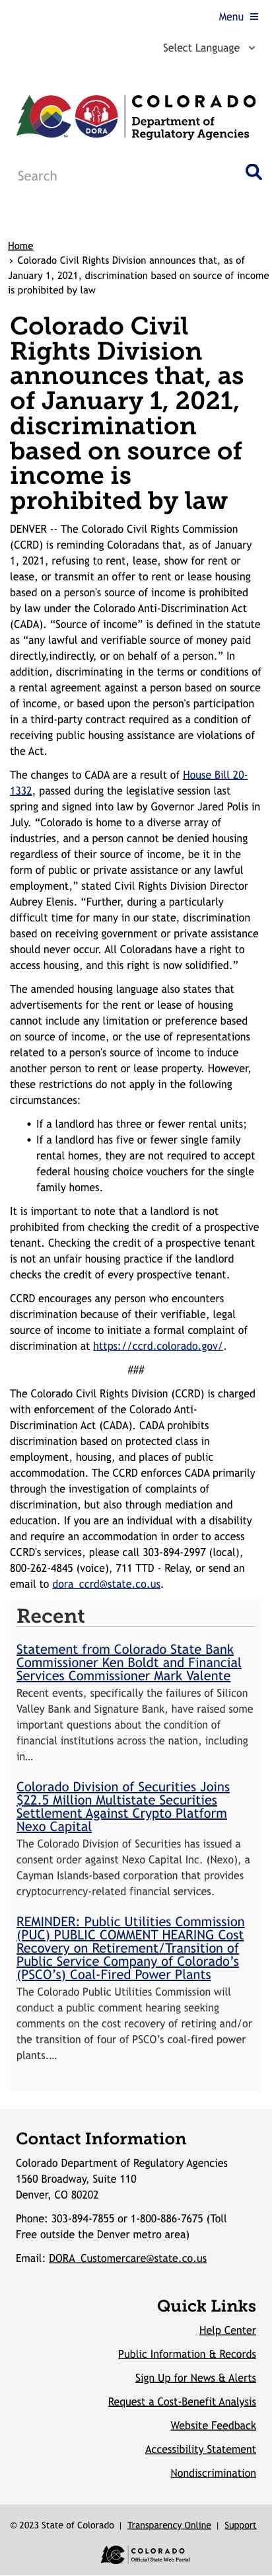 Menu
Select Language
COLORADO
Department of
Regulatory Agencies
DORA
Search
Home
› Colorado Civil Rights Division announces that, as of
January 1, 2021, discrimination based on source of income
is prohibited by law
Colorado Civil
Rights Division
announces that, as
of January 1, 2021,
discrimination
based on source of
income is
prohibited by law
DENVER -- The Colorado Civil Rights Commission
(CCRD) is reminding Coloradans that, as of January
1, 2021, refusing to rent, lease, show for rent or
lease, or transmit an offer to rent or lease housing
based on a person's source of income is prohibited
by law under the Colorado Anti-Discrimination Act
(CADA). “Source of income” is defined in the statute
as “any lawful and verifiable source of money paid
directly,indirectly, or on behalf of a person.” In
addition, discriminating in the terms or conditions of
a rental agreement against a person based on source
of income, or based upon the person's participation
in a third-party contract required as a condition of
receiving public housing assistance are violations of
the Act.
The changes to CADA are a result of House Bill 20-
1332, passed during the legislative session last
spring and signed into law by Governor Jared Polis in
July. “Colorado is home to a diverse array of
industries, and a person cannot be denied housing
regardless of their source of income, be it in the
form of public or private assistance or any lawful
employment,” stated Civil Rights Division Director
Aubrey Elenis. “Further, during a particularly
difficult time for many in our state, discrimination
based on receiving government or private assistance
should never occur. All Coloradans have a right to
access housing, and this right is now solidified.”
The amended housing language also states that
advertisements for the rent or lease of housing
cannot include any limitation or preference based
on source of income, or the use of representations
related to a person's source of income to induce
another person to rent or lease property. However,
these restrictions do not apply in the following
circumstances:
• If a landlord has three or fewer rental units;
• If a landlord has five or fewer single family
rental homes, they are not required to accept
federal housing choice vouchers for the single
family homes.
It is important to note that a landlord is not
prohibited from checking the credit of a prospective
tenant. Checking the credit of a prospective tenant
is not an unfair housing practice if the landlord
checks the credit of every prospective tenant.
CCRD encourages any person who encounters
discrimination because of their verifiable, legal
source of income to initiate a formal complaint of
discrimination at https://ccrd.colorado.gov/.
###
The Colorado Civil Rights Division (CCRD) is charged
with enforcement of the Colorado Anti-
Discrimination Act (CADA). CADA prohibits
discrimination based on protected class in
employment, housing, and places of public
accommodation. The CCRD enforces CADA primarily
through the investigation of complaints of
discrimination, but also through mediation and
education. If you are an individual with a disability
and require an accommodation in order to access
CCRD's services, please call 303-894-2997 (local),
800-262-4845 (voice), 711 TTD - Relay, or send an
email to dora_ccrd@state.co.us.
Recent
Statement from Colorado State Bank
Commissioner Ken Boldt and Financial
Services Commissioner Mark Valente
Recent events, specifically the failures of Silicon
Valley Bank and Signature Bank, have raised some
important questions about the condition of
financial institutions across the nation, including
in…
Colorado Division of Securities Joins
$22.5 Million Multistate Securities
Settlement Against Crypto Platform
Nexo Capital
The Colorado Division of Securities has issued a
consent order against Nexo Capital Inc. (Nexo), a
Cayman Islands-based corporation that provides
cryptocurrency-related financial services.
REMINDER: Public Utilities Commission
(PUC) PUBLIC COMMENT HEARING Cost
Recovery on Retirement/Transition of
Public Service Company of Colorado’s
(PSCO’s) Coal-Fired Power Plants
The Colorado Public Utilities Commission will
conduct a public comment hearing seeking
comments on the cost recovery of retiring and/or
the transition of four of PSCO’s coal-fired power
plants.…
Contact Information
Colorado Department of Regulatory Agencies
1560 Broadway, Suite 110
Denver, CO 80202
Phone: 303-894-7855 or 1-800-886-7675 (Toll
Free outside the Denver metro area)
Email: DORA_Customercare@state.co.us
Quick Links
Help Center
Public Information & Records
Sign Up for News & Alerts
Request a Cost-Benefit Analysis
Website Feedback
Accessibility Statement
Nondiscrimination
© 2023 State of Colorado | Transparency Online | Support
COLORADO
Official State Web Portal